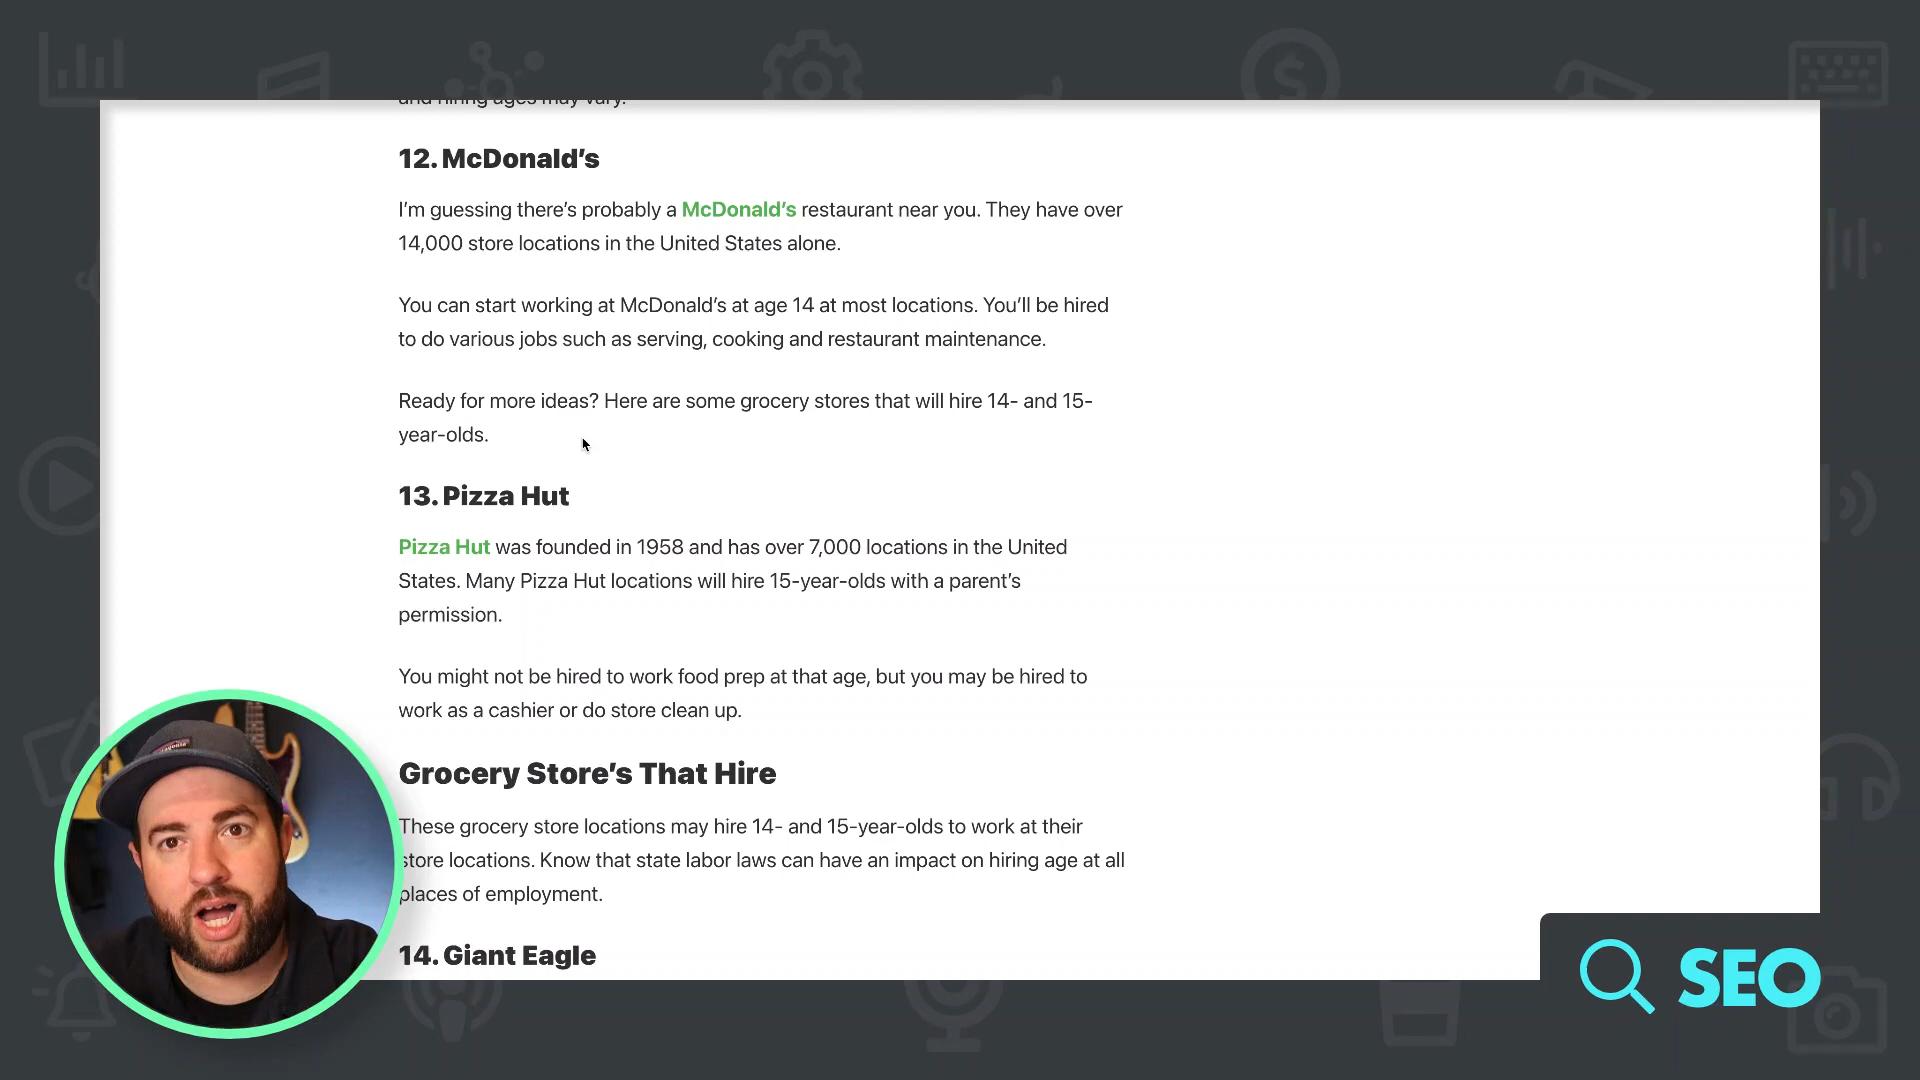 and hiring ages may vary.
12. McDonald’s
I’m guessing there’s probably a McDonald’s restaurant near you. They have over
14,000 store locations in the United States alone.
You can start working at McDonald’s at age 14 at most locations. You’ll be hired
to do various jobs such as serving, cooking and restaurant maintenance.
Ready for more ideas? Here are some grocery stores that will hire 14- and 15-
year-olds.
13. Pizza Hut
Pizza Hut was founded in 1958 and has over 7,000 locations in the United
States. Many Pizza Hut locations will hire 15-year-olds with a parent’s
permission.
You might not be hired to work food prep at that age, but you may be hired to
work as a cashier or do store clean up.
Grocery Store’s That Hire
These grocery store locations may hire 14- and 15-year-olds to work at their
store locations. Know that state labor laws can have an impact on hiring age at all
places of employment.
14. Giant Eagle
SEO